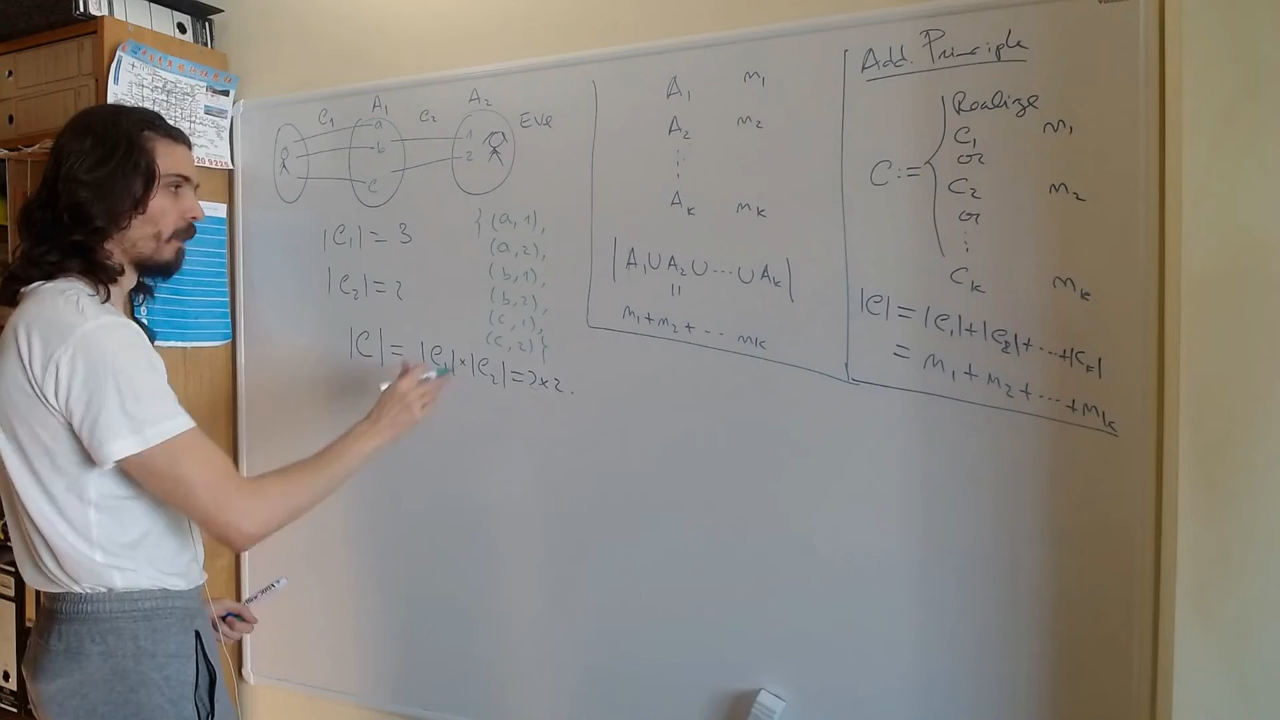 C₁ A₁ C₂ A₂
Eve
a
b
c
1
2
|C₁| = 3
|C₂| = 2
{(a,1),
(a,2),
(b,1),
(b,2),
(c,1),
(c,2)}
|C| = |C₁| × |C₂| = 3 × 2.
A₁ m₁
A₂ m₂
⋮
Aₖ mₖ
|A₁ ∪ A₂ ∪ ... ∪ Aₖ|
=
m₁ + m₂ + ... mₖ
Add. Principle
Realize
C₁ m₁
or
C := { C₂ m₂
or
⋮
Cₖ mₖ
|C| = |C₁| + |C₂| + ... + |Cₖ|
= m₁ + m₂ + ... + mₖ
20 9225